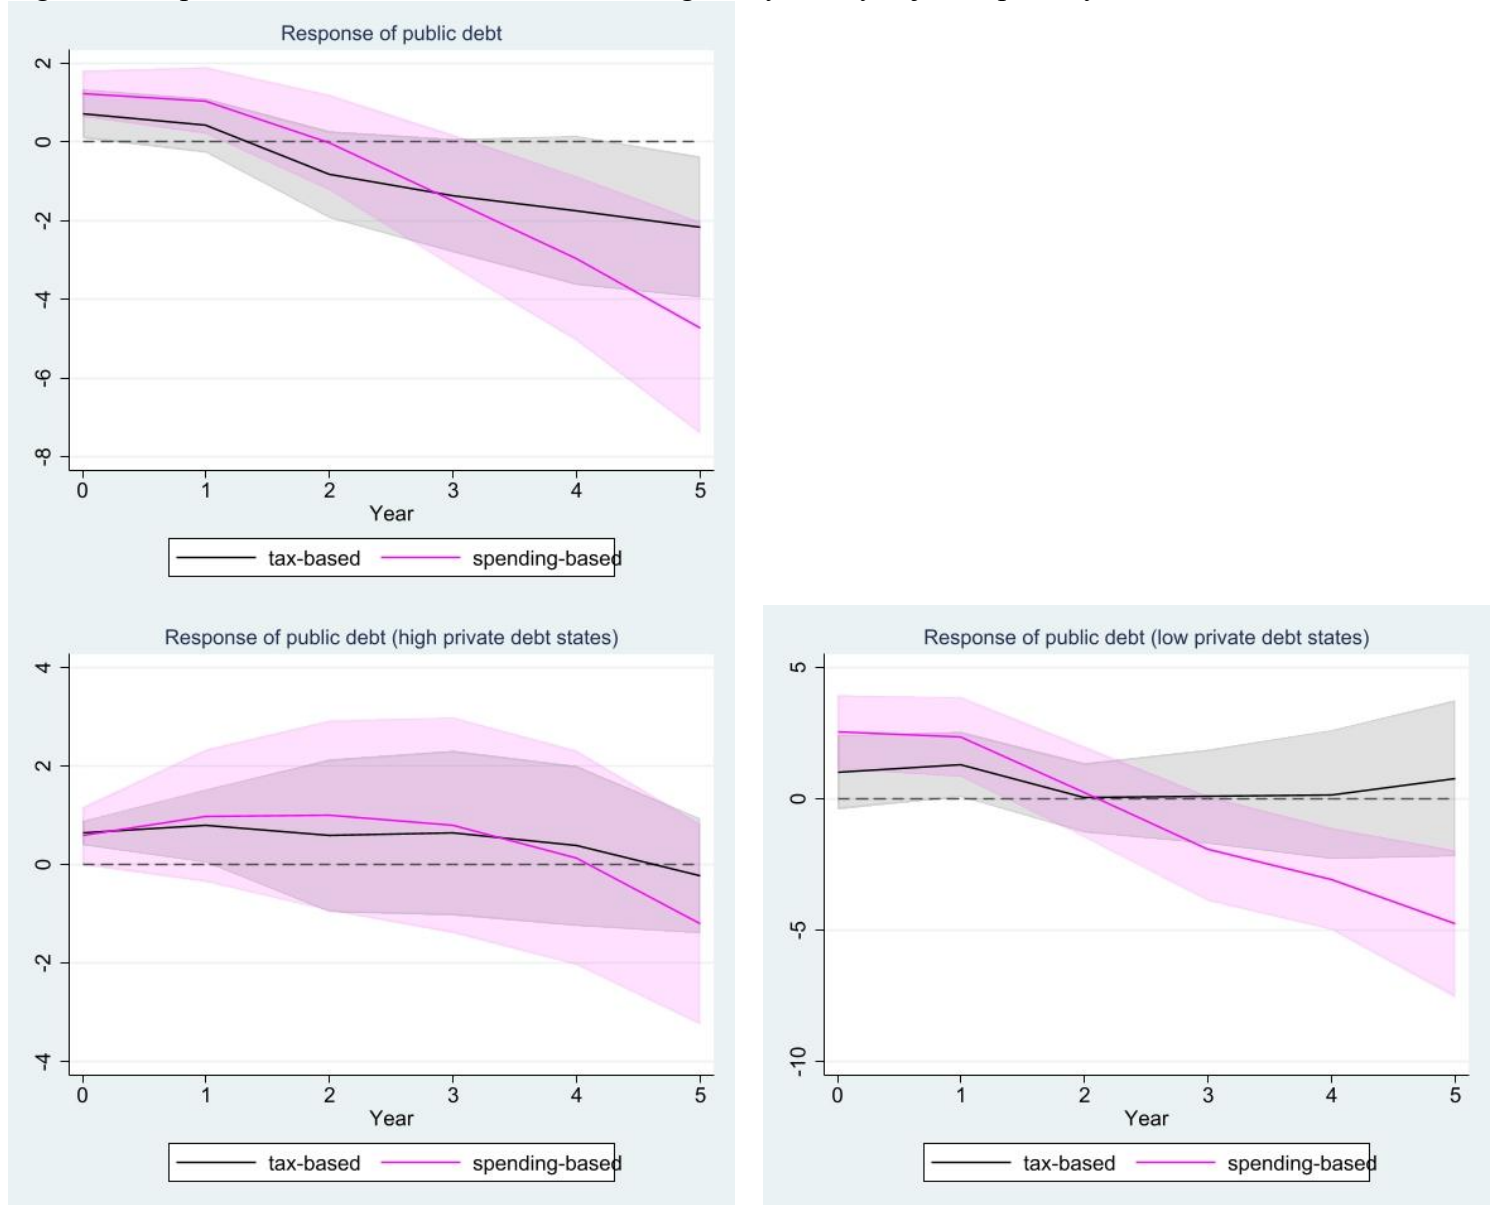 Response of public debt
2
0
-2
-4
-6
-8
0 1 2 3 4 5
Year
tax-based spending-based
Response of public debt (high private debt states)
4
2
0
-2
-4
0 1 2 3 4 5
Year
tax-based spending-based
Response of public debt (low private debt states)
5
0
-5
-10
0 1 2 3 4 5
Year
tax-based spending-based